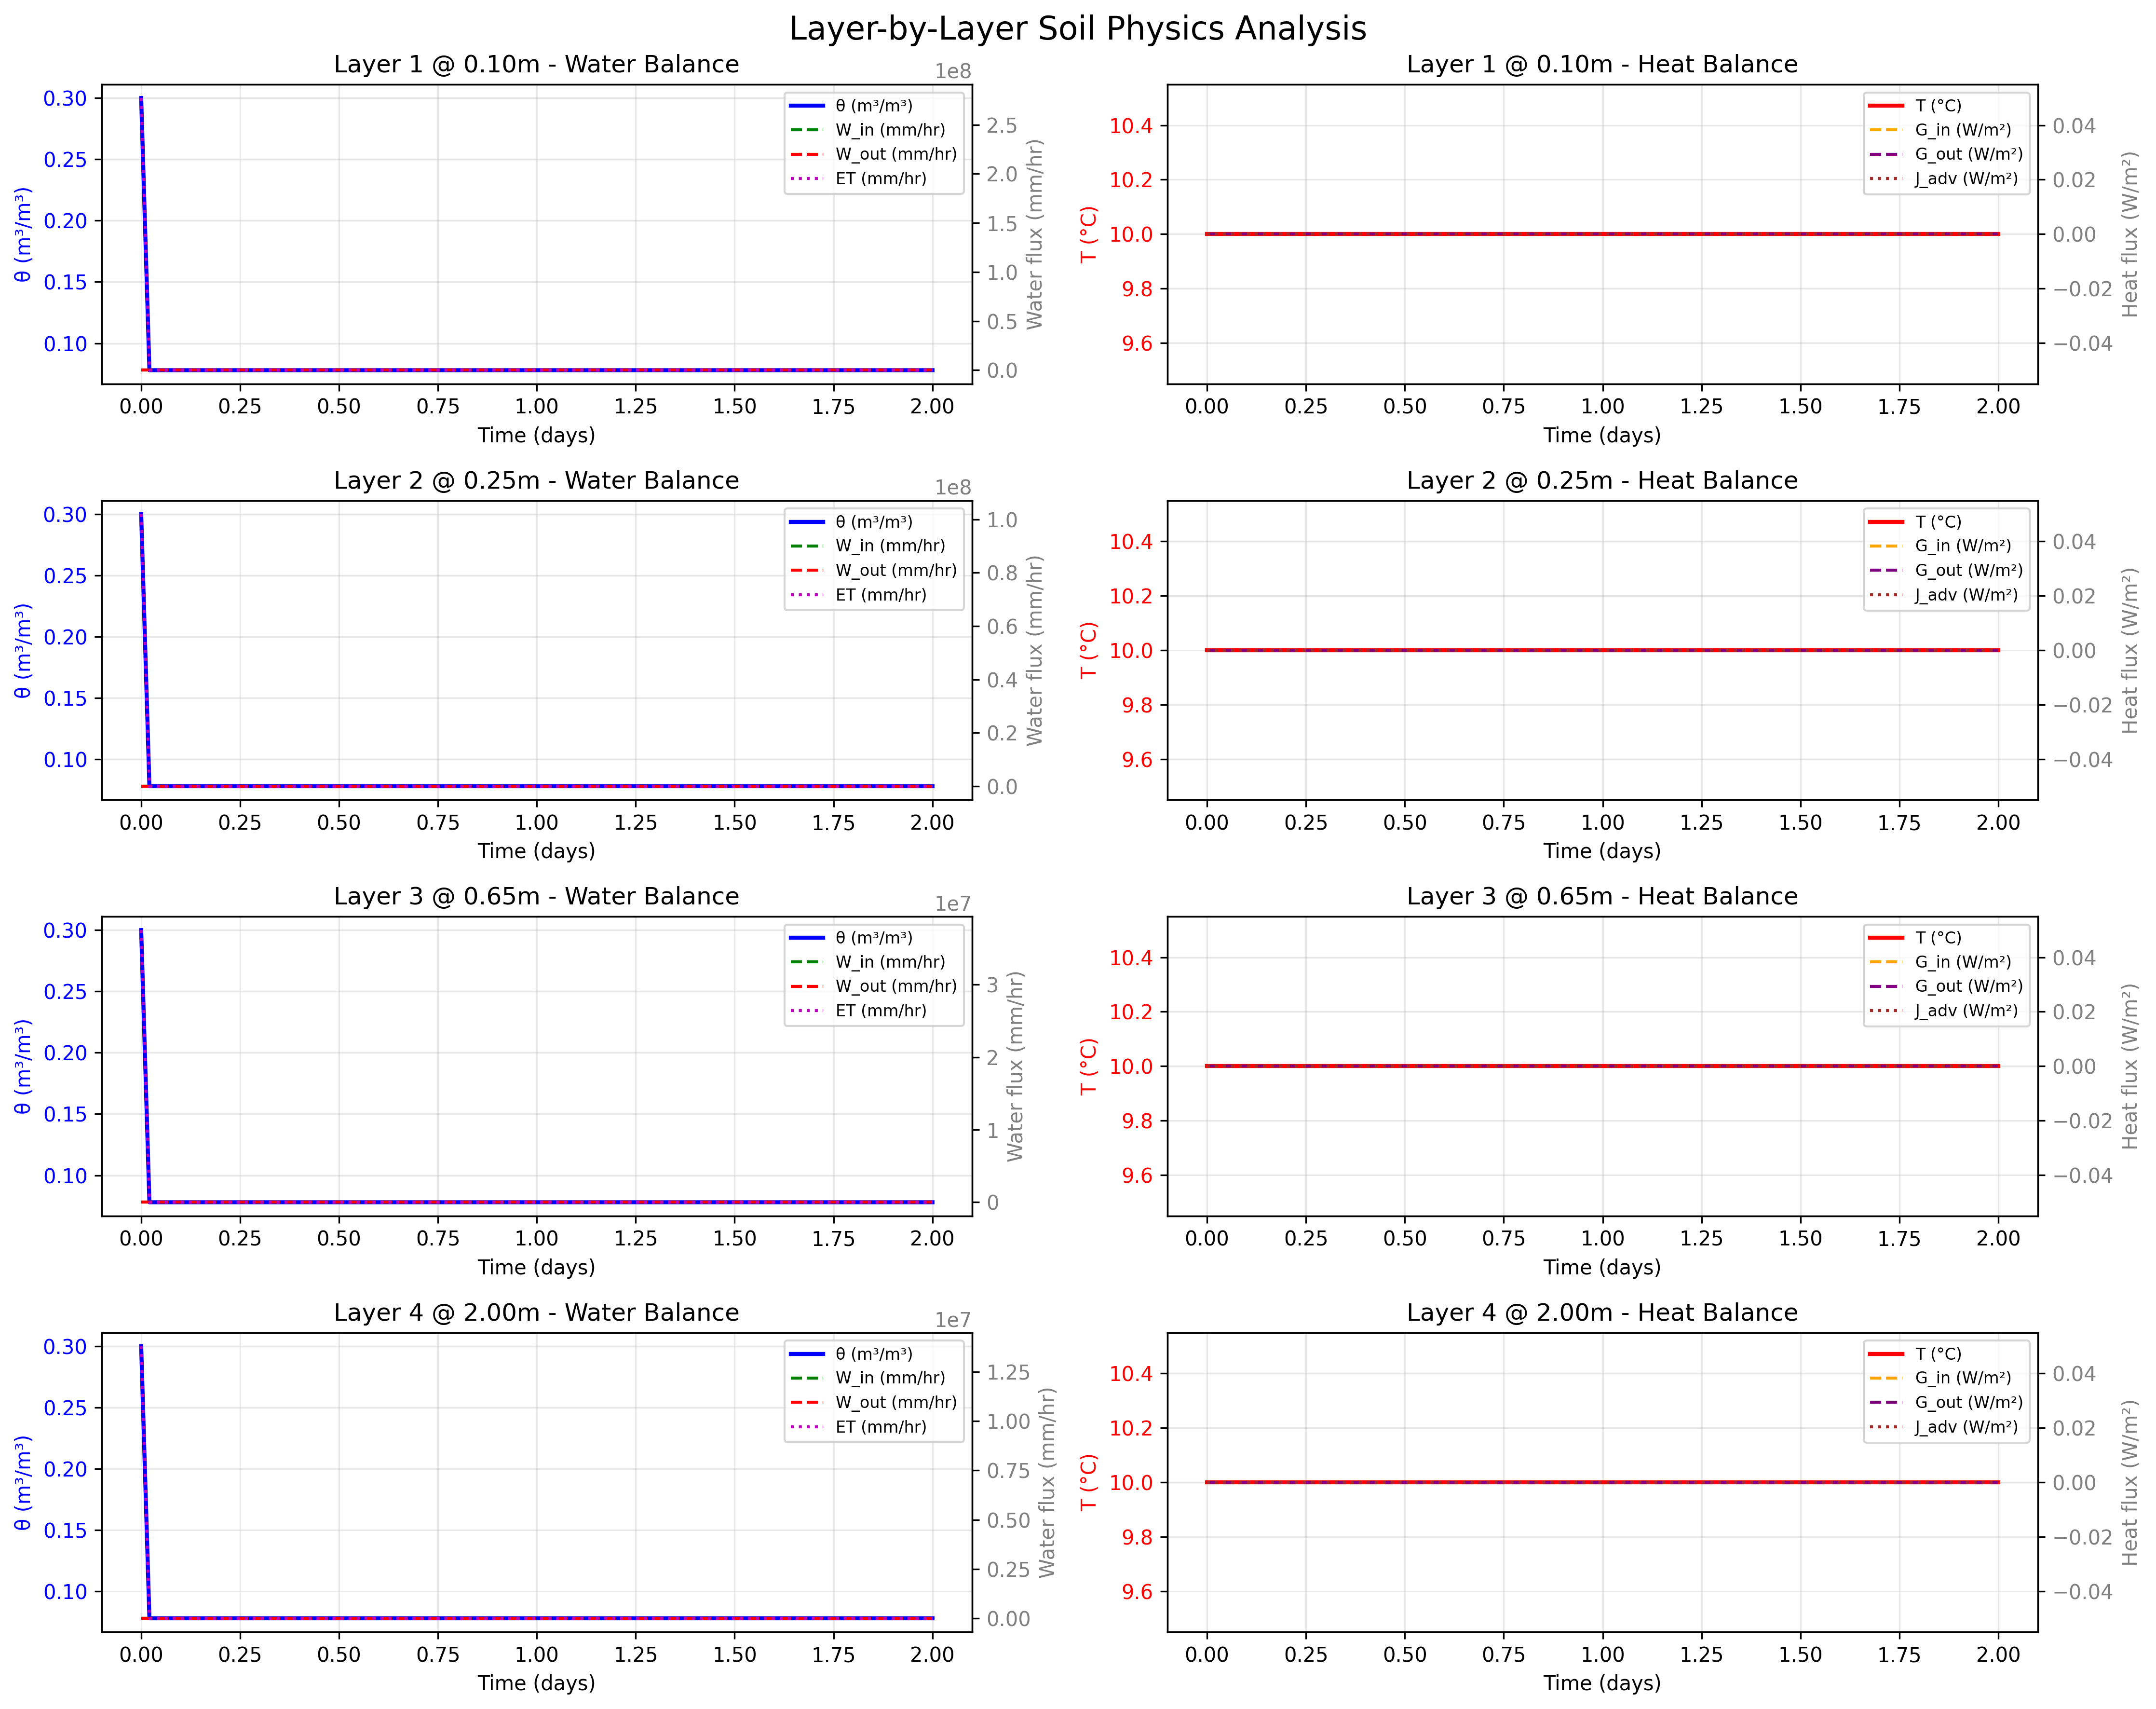 Layer-by-Layer Soil Physics Analysis
Layer 1 @ 0.10m - Water Balance
1e8
θ (m³/m³)
0.30
0.25
0.20
0.15
0.10
θ (m³/m³)
W_in (mm/hr)
W_out (mm/hr)
ET (mm/hr)
2.5
2.0
1.5
1.0
0.5
0.0
Water flux (mm/hr)
0.00 0.25 0.50 0.75 1.00 1.25 1.50 1.75 2.00
Time (days)
Layer 1 @ 0.10m - Heat Balance
T (°C)
10.4
10.2
10.0
9.8
9.6
T (°C)
G_in (W/m²)
G_out (W/m²)
J_adv (W/m²)
0.04
0.02
0.00
−0.02
−0.04
Heat flux (W/m²)
0.00 0.25 0.50 0.75 1.00 1.25 1.50 1.75 2.00
Time (days)
Layer 2 @ 0.25m - Water Balance
1e8
θ (m³/m³)
0.30
0.25
0.20
0.15
0.10
θ (m³/m³)
W_in (mm/hr)
W_out (mm/hr)
ET (mm/hr)
1.0
0.8
0.6
0.4
0.2
0.0
Water flux (mm/hr)
0.00 0.25 0.50 0.75 1.00 1.25 1.50 1.75 2.00
Time (days)
Layer 2 @ 0.25m - Heat Balance
T (°C)
10.4
10.2
10.0
9.8
9.6
T (°C)
G_in (W/m²)
G_out (W/m²)
J_adv (W/m²)
0.04
0.02
0.00
−0.02
−0.04
Heat flux (W/m²)
0.00 0.25 0.50 0.75 1.00 1.25 1.50 1.75 2.00
Time (days)
Layer 3 @ 0.65m - Water Balance
1e7
θ (m³/m³)
0.30
0.25
0.20
0.15
0.10
θ (m³/m³)
W_in (mm/hr)
W_out (mm/hr)
ET (mm/hr)
3
2
1
0
Water flux (mm/hr)
0.00 0.25 0.50 0.75 1.00 1.25 1.50 1.75 2.00
Time (days)
Layer 3 @ 0.65m - Heat Balance
T (°C)
10.4
10.2
10.0
9.8
9.6
T (°C)
G_in (W/m²)
G_out (W/m²)
J_adv (W/m²)
0.04
0.02
0.00
−0.02
−0.04
Heat flux (W/m²)
0.00 0.25 0.50 0.75 1.00 1.25 1.50 1.75 2.00
Time (days)
Layer 4 @ 2.00m - Water Balance
1e7
θ (m³/m³)
0.30
0.25
0.20
0.15
0.10
θ (m³/m³)
W_in (mm/hr)
W_out (mm/hr)
ET (mm/hr)
1.25
1.00
0.75
0.50
0.25
0.00
Water flux (mm/hr)
0.00 0.25 0.50 0.75 1.00 1.25 1.50 1.75 2.00
Time (days)
Layer 4 @ 2.00m - Heat Balance
T (°C)
10.4
10.2
10.0
9.8
9.6
T (°C)
G_in (W/m²)
G_out (W/m²)
J_adv (W/m²)
0.04
0.02
0.00
−0.02
−0.04
Heat flux (W/m²)
0.00 0.25 0.50 0.75 1.00 1.25 1.50 1.75 2.00
Time (days)